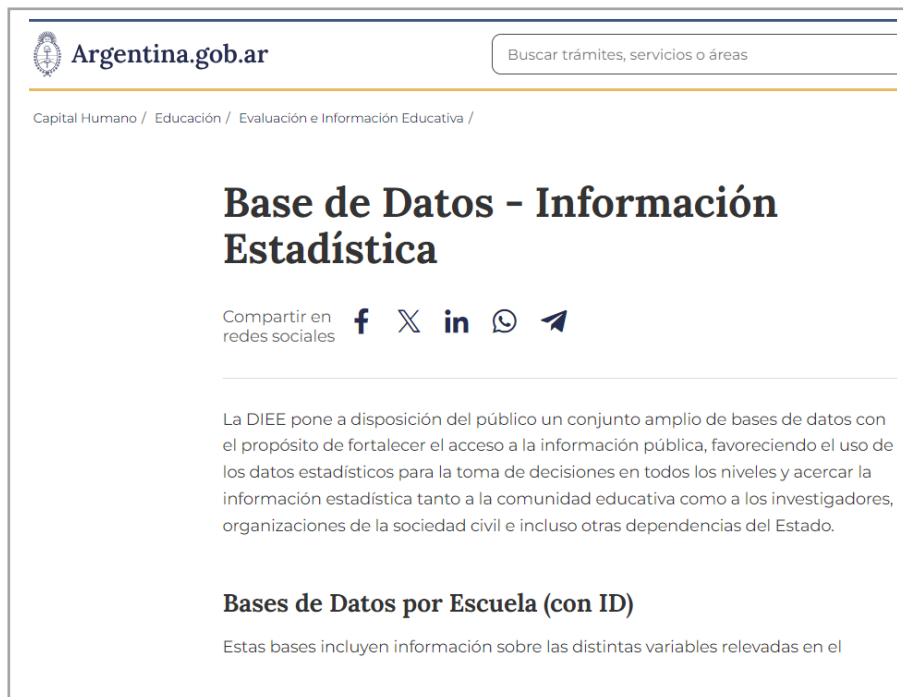 Argentina.gob.ar
Buscar trámites, servicios o áreas
Capital Humano / Educación / Evaluación e Información Educativa /
Base de Datos - Información
Estadística
Compartir en
redes sociales
La DIEE pone a disposición del público un conjunto amplio de bases de datos con
el propósito de fortalecer el acceso a la información pública, favoreciendo el uso de
los datos estadísticos para la toma de decisiones en todos los niveles y acercar la
información estadística tanto a la comunidad educativa como a los investigadores,
organizaciones de la sociedad civil e incluso otras dependencias del Estado.
Bases de Datos por Escuela (con ID)
Estas bases incluyen información sobre las distintas variables relevadas en el